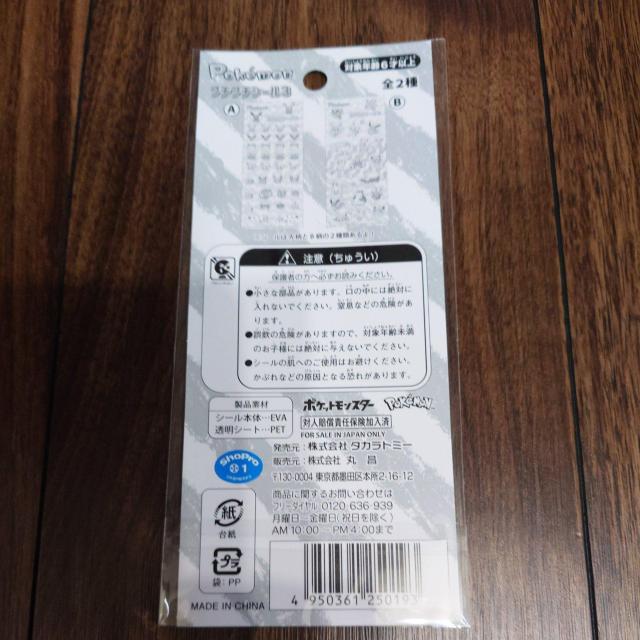 Pokémon
対象年齢6才以上
全2種
A
B
注意(ちゅうい)
保護者の方へ必ずお読みください。
●小さな部品があります。口の中には絶対に
入れないでください。窒息などの危険があ
ります。
●誤飲の危険がありますので、対象年齢未満
のお子様には絶対に与えないでください。
●シールの肌へのご使用はお避けください。
かぶれなどの原因となる恐れがあります。
製品素材
シール本体…EVA
透明シート…PET
ポケットモンスター
POKÉMON
対人賠償責任保険加入済
FOR SALE IN JAPAN ONLY
発売元:株式会社 タカラトミー
販売元:株式会社 丸 昌
〒130-0004 東京都墨田区本所2-16-12
商品に関するお問い合わせは
フリーダイヤル 0120-636-939
月曜日~金曜日(祝日を除く)
AM 10:00 ~ PM 4:00まで
ShoPro
1
紙
台紙
プラ
袋:PP
MADE IN CHINA
4 950361 250193